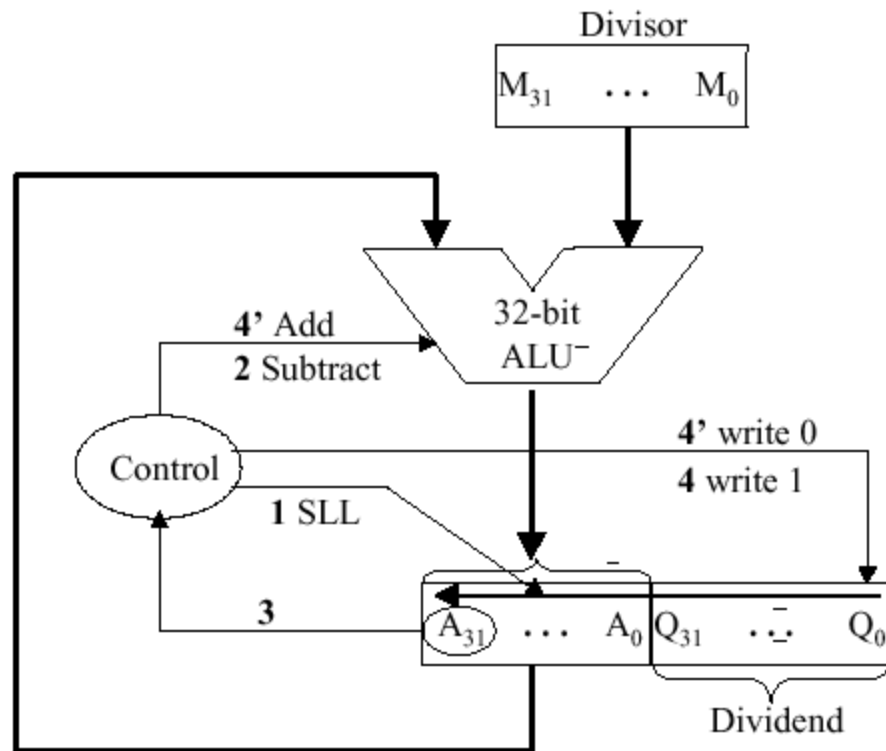 Divisor
M31 ... M0
32-bit
ALU–
4’ Add
2 Subtract
4’ write 0
4 write 1
Control
1 SLL
3
A31 ... A0 Q31 ... Q0
Dividend